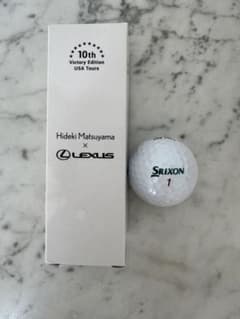 10th
Victory Edition
USA Tours
Hideki Matsuyama
×
LEXUS
SRIXON
1